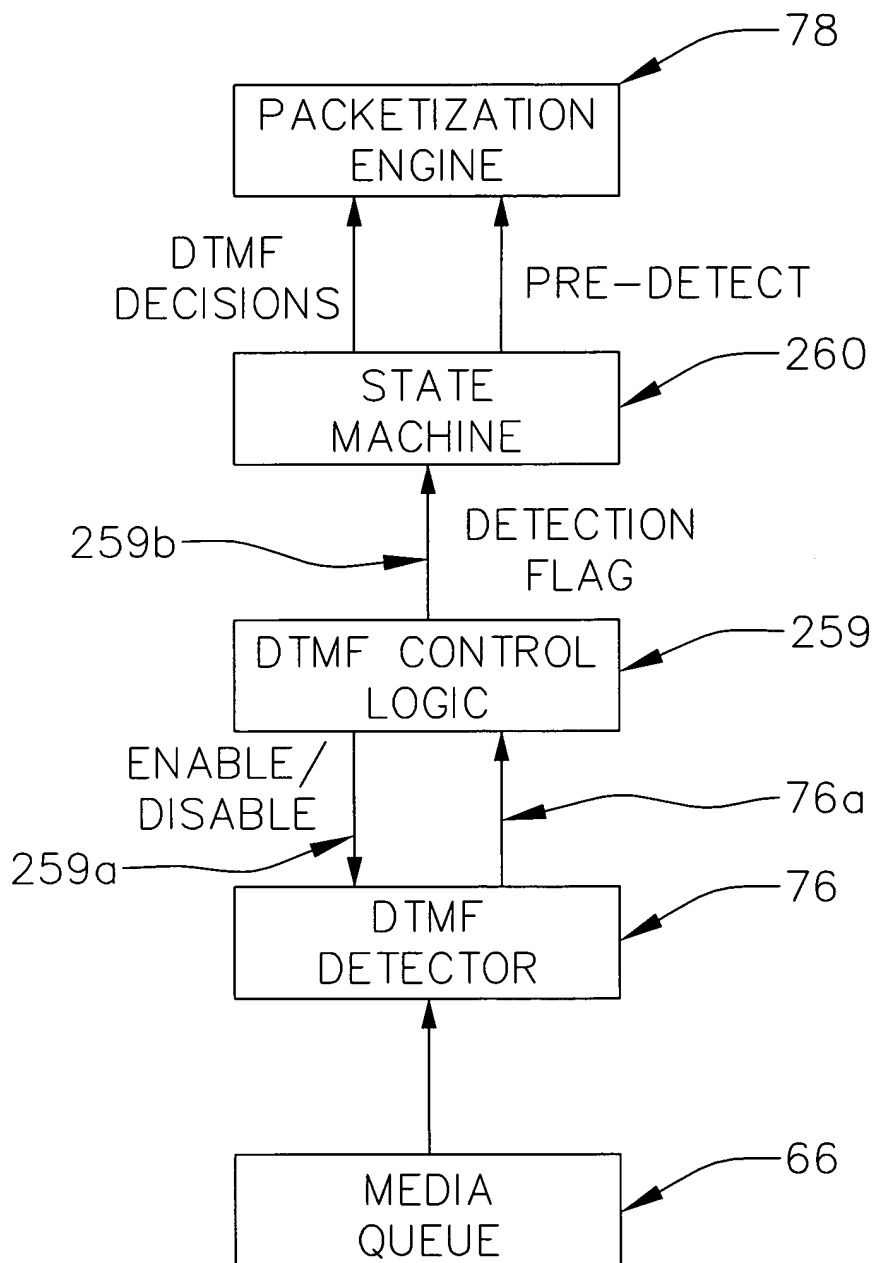 78
PACKETIZATION
ENGINE
DTMF
DECISIONS
PRE-DETECT
260
STATE
MACHINE
259b
DETECTION
FLAG
259
DTMF CONTROL
LOGIC
ENABLE/
DISABLE
76a
259a
76
DTMF
DETECTOR
66
MEDIA
QUEUE